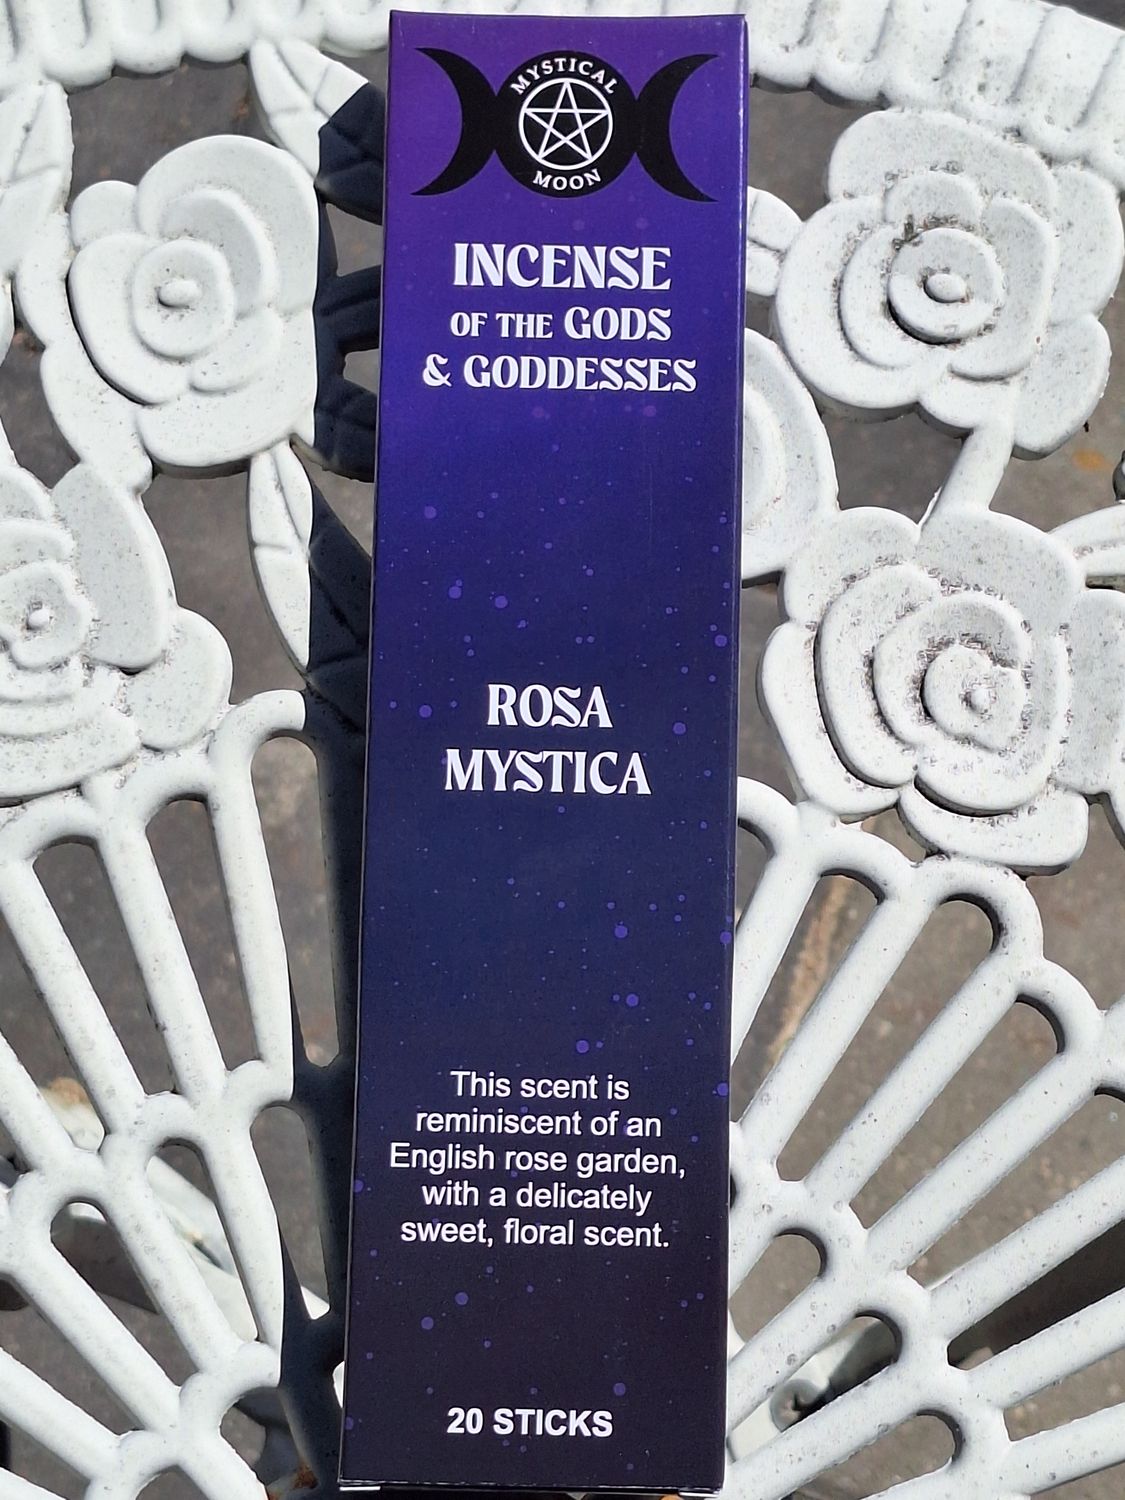 MYSTICAL
MOON
INCENSE
OF THE GODS
& GODDESSES
ROSA
MYSTICA
This scent is
reminiscent of an
English rose garden,
with a delicately
sweet, floral scent.
20 STICKS